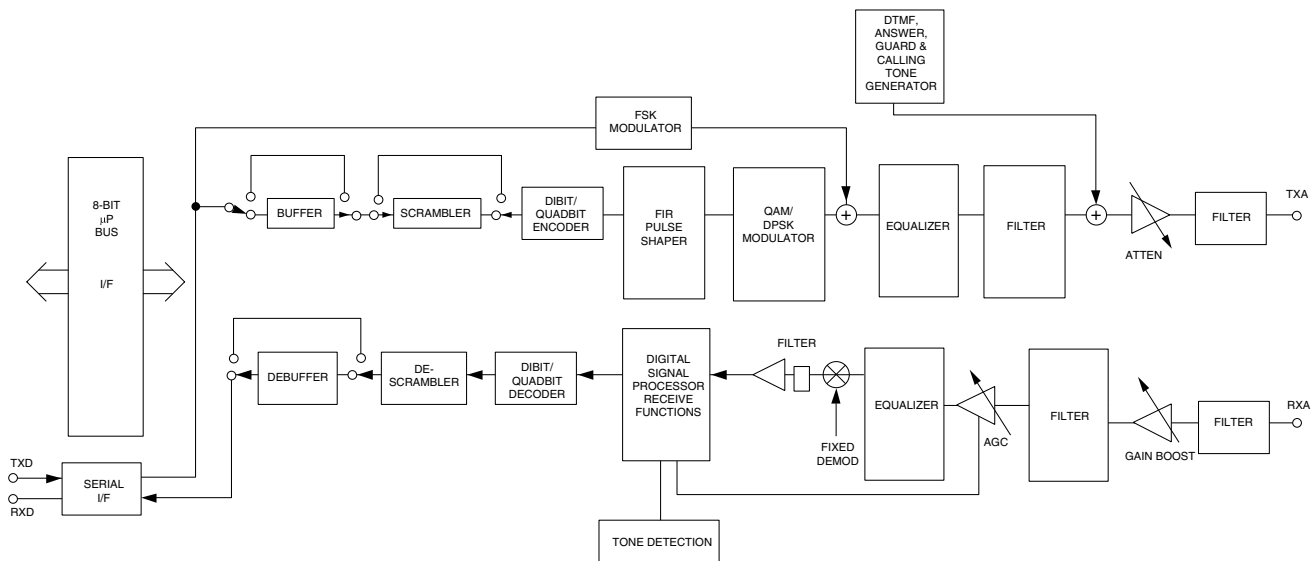 DTMF,
ANSWER,
GUARD &
CALLING
TONE
GENERATOR
FSK
MODULATOR
8-BIT
µP
BUS
I/F
BUFFER
SCRAMBLER
DIBIT/
QUADBIT
ENCODER
FIR
PULSE
SHAPER
QAM/
DPSK
MODULATOR
+
EQUALIZER
FILTER
+
ATTEN
FILTER
TXA
DEBUFFER
DE-
SCRAMBLER
DIBIT/
QUADBIT
DECODER
DIGITAL
SIGNAL
PROCESSOR
RECEIVE
FUNCTIONS
FILTER
FIXED
DEMOD
EQUALIZER
AGC
FILTER
GAIN BOOST
FILTER
RXA
TXD
RXD
SERIAL
I/F
TONE DETECTION